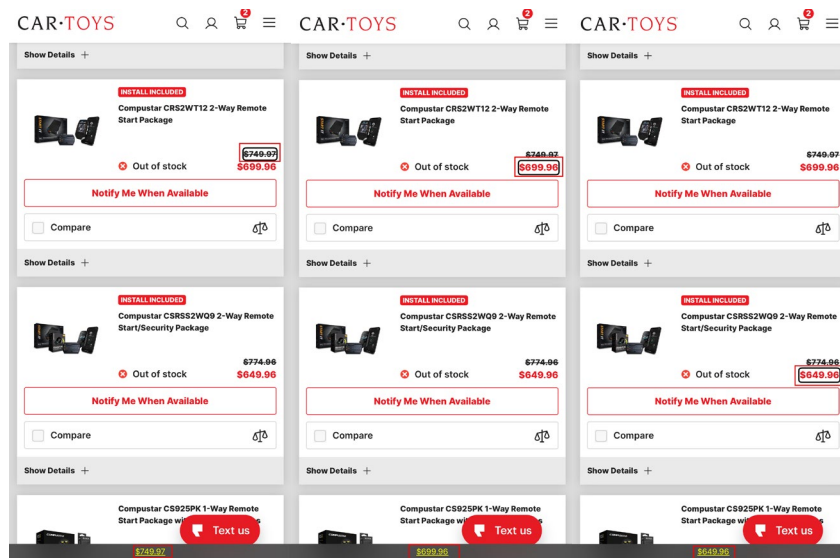 CAR·TOYS
2
Show Details +
INSTALL INCLUDED
Compustar CRS2WT12 2-Way Remote
Start Package
$749.97
Out of stock
$699.96
Notify Me When Available
Compare
Show Details +
INSTALL INCLUDED
Compustar CSRSS2WQ9 2-Way Remote
Start/Security Package
$774.96
Out of stock
$649.96
Notify Me When Available
Compare
Show Details +
Compustar CS925PK 1-Way Remote
Start Package
Text us
$749.97
CAR·TOYS
2
Show Details +
INSTALL INCLUDED
Compustar CRS2WT12 2-Way Remote
Start Package
$749.97
Out of stock
$699.96
Notify Me When Available
Compare
Show Details +
INSTALL INCLUDED
Compustar CSRSS2WQ9 2-Way Remote
Start/Security Package
$774.96
Out of stock
$649.96
Notify Me When Available
Compare
Show Details +
Compustar CS925PK 1-Way Remote
Start Package
Text us
$699.96
CAR·TOYS
2
Show Details +
INSTALL INCLUDED
Compustar CRS2WT12 2-Way Remote
Start Package
$749.97
Out of stock
$699.96
Notify Me When Available
Compare
Show Details +
INSTALL INCLUDED
Compustar CSRSS2WQ9 2-Way Remote
Start/Security Package
$774.96
Out of stock
$649.96
Notify Me When Available
Compare
Show Details +
Compustar CS925PK 1-Way Remote
Start Package
Text us
$649.96